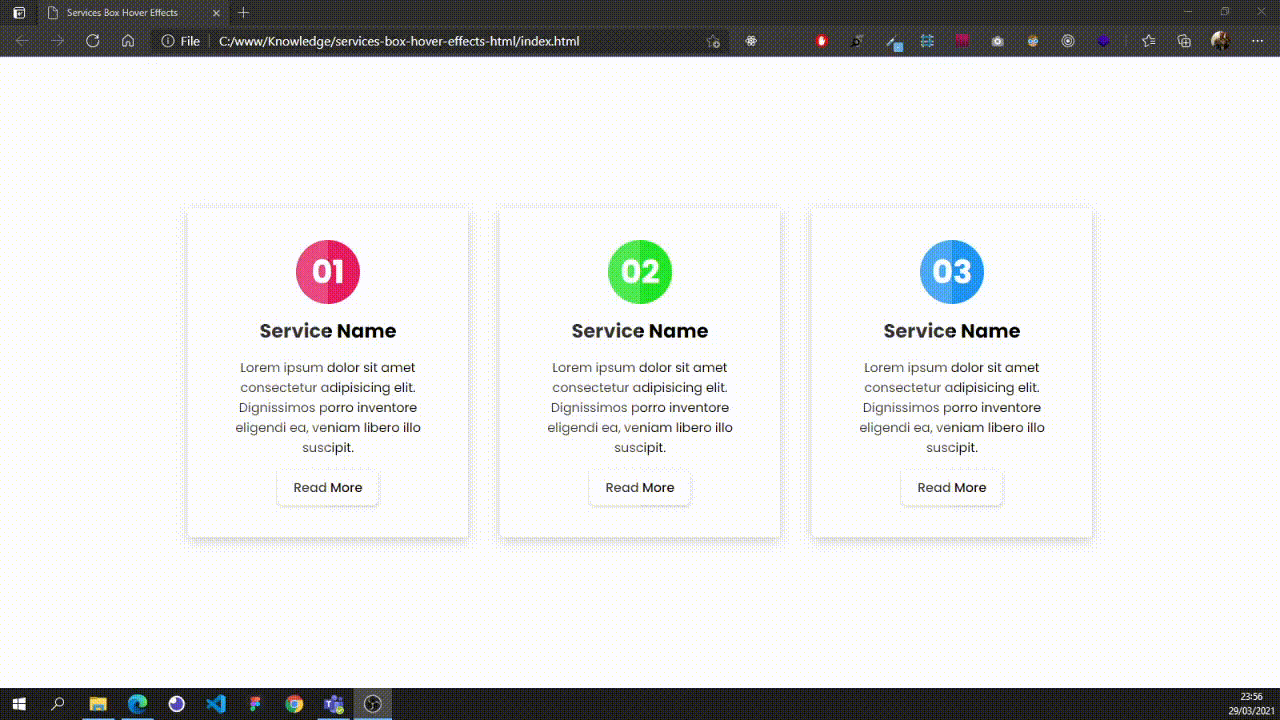 Services Box Hover Effects
File
C:/www/Knowledge/services-box-hover-effects-html/index.html
01
Service Name
Lorem ipsum dolor sit amet
consectetur adipisicing elit.
Dignissimos porro inventore
eligendi ea, veniam libero illo
suscipit.
Read More
02
Service Name
Lorem ipsum dolor sit amet
consectetur adipisicing elit.
Dignissimos porro inventore
eligendi ea, veniam libero illo
suscipit.
Read More
03
Service Name
Lorem ipsum dolor sit amet
consectetur adipisicing elit.
Dignissimos porro inventore
eligendi ea, veniam libero illo
suscipit.
Read More
23:56
29/03/2021